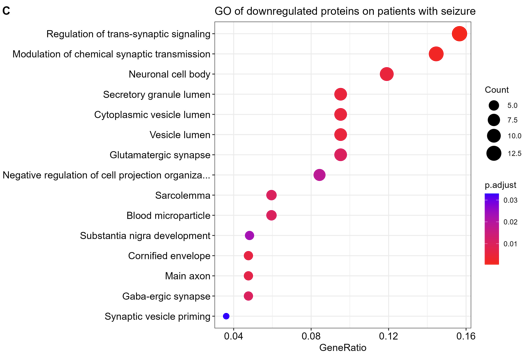 C
GO of downregulated proteins on patients with seizure
Regulation of trans-synaptic signaling
Modulation of chemical synaptic transmission
Neuronal cell body
Secretory granule lumen
Cytoplasmic vesicle lumen
Vesicle lumen
Glutamatergic synapse
Negative regulation of cell projection organiza...
Sarcolemma
Blood microparticle
Substantia nigra development
Cornified envelope
Main axon
Gaba-ergic synapse
Synaptic vesicle priming
0.04 0.08 0.12 0.16
GeneRatio
Count
5.0
7.5
10.0
12.5
p.adjust
0.03
0.02
0.01